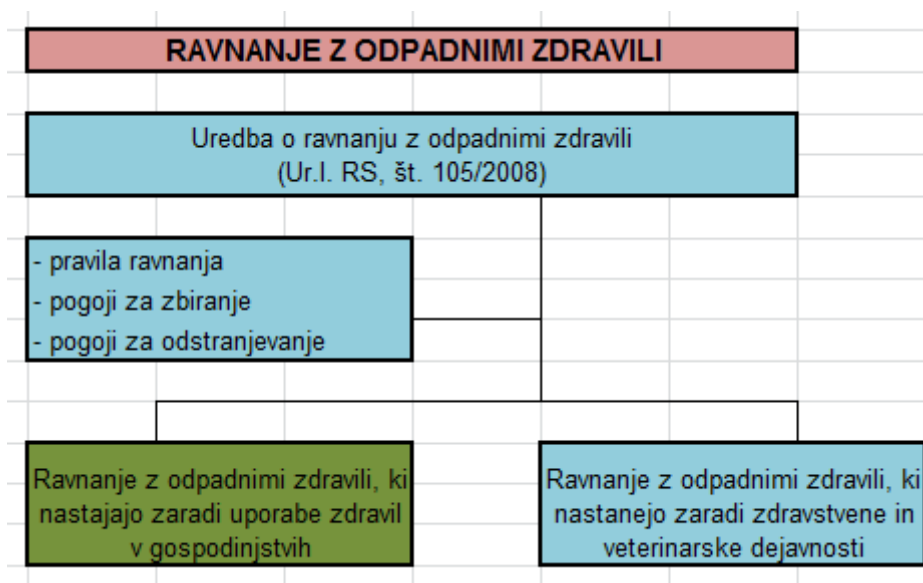 RAVNANJE Z ODPADNIMI ZDRAVILI
Uredba o ravnanju z odpadnimi zdravili
(Ur.l. RS, št. 105/2008)
- pravila ravnanja
- pogoji za zbiranje
- pogoji za odstranjevanje
Ravnanje z odpadnimi zdravili, ki
nastajajo zaradi uporabe zdravil
v gospodinjstvih
Ravnanje z odpadnimi zdravili, ki
nastanejo zaradi zdravstvene in
veterinarske dejavnosti